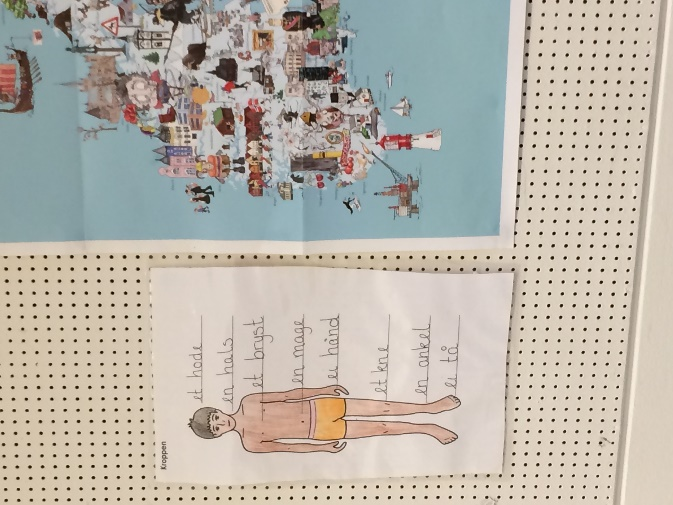 Kroppen
et hode
en hals
et bryst
en mage
ei hånd
et kne
en ankel
ei tå